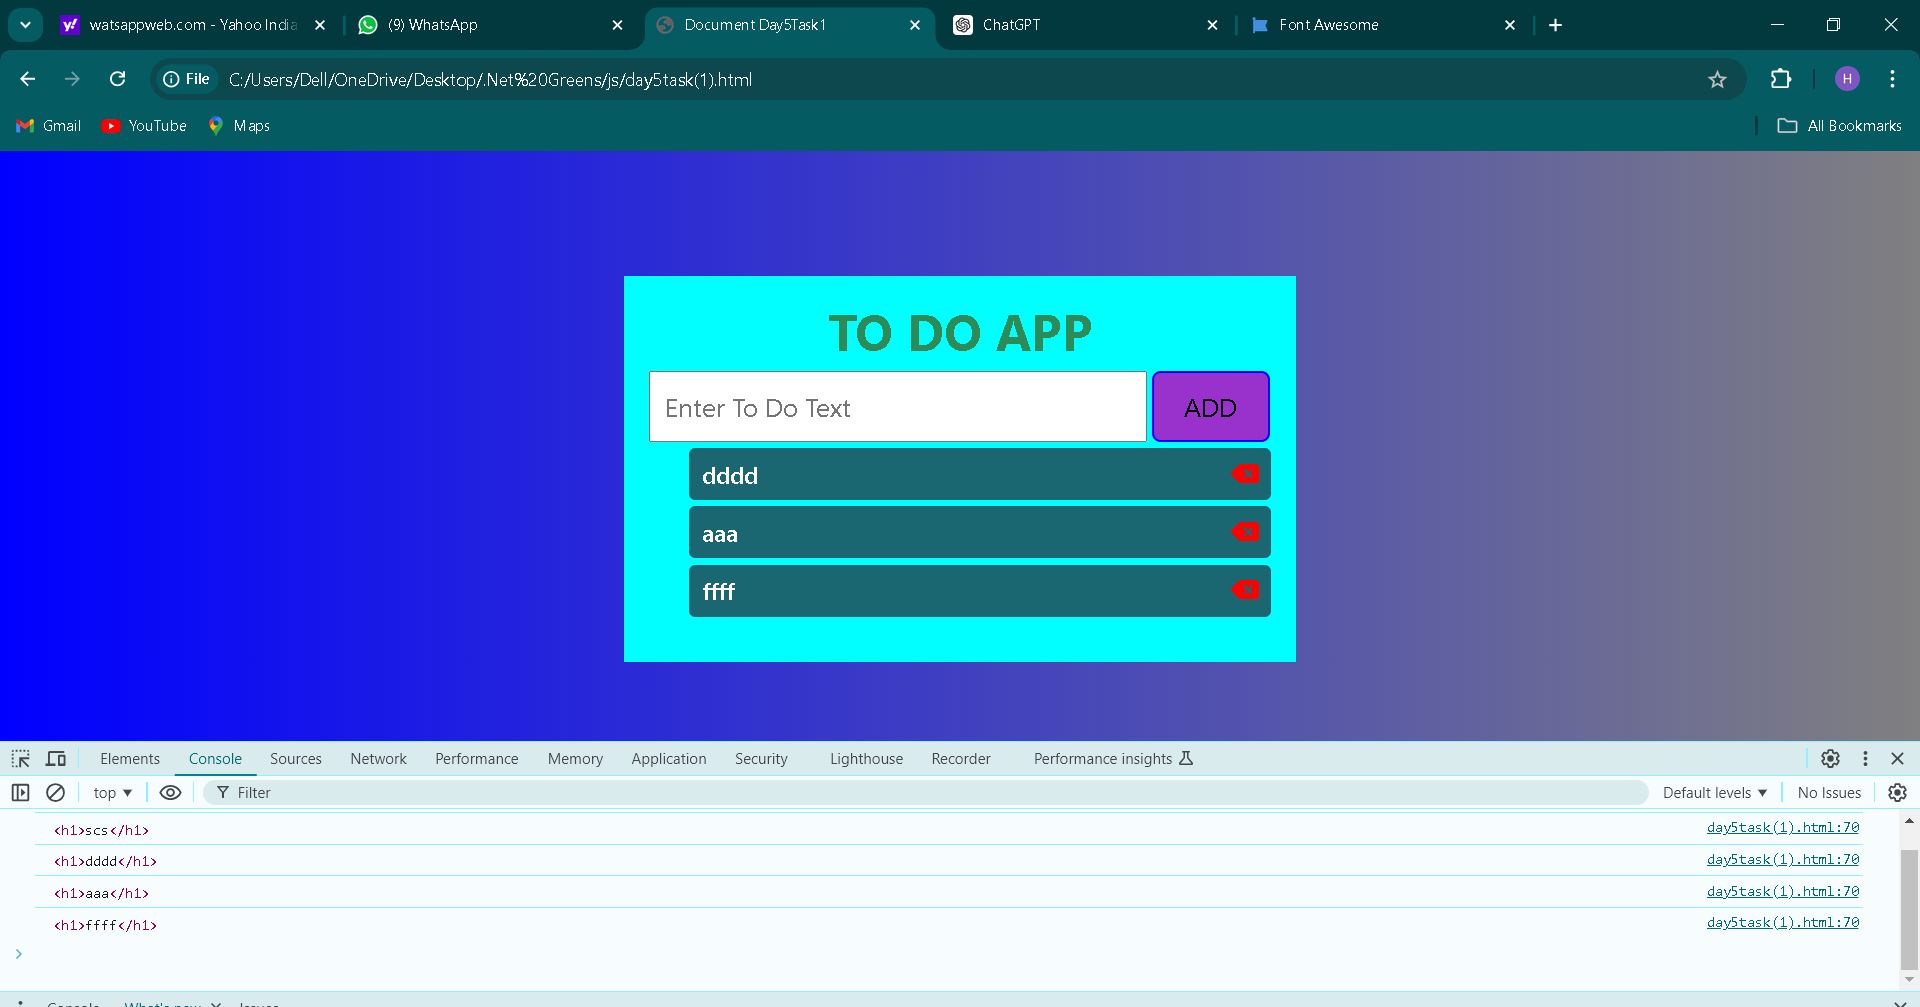 watsappweb.com - Yahoo India
(9) WhatsApp
Document Day5Task1
ChatGPT
Font Awesome
File
C:/Users/Dell/OneDrive/Desktop/.Net%20Greens/js/day5task(1).html
H
Gmail
YouTube
Maps
All Bookmarks
TO DO APP
Enter To Do Text
ADD
dddd
aaa
ffff
Elements
Console
Sources
Network
Performance
Memory
Application
Security
Lighthouse
Recorder
Performance insights
top
Filter
Default levels
No Issues
<h1>scs</h1>
day5task(1).html:70
<h1>dddd</h1>
day5task(1).html:70
<h1>aaa</h1>
day5task(1).html:70
<h1>ffff</h1>
day5task(1).html:70
Console
What's new
Issues